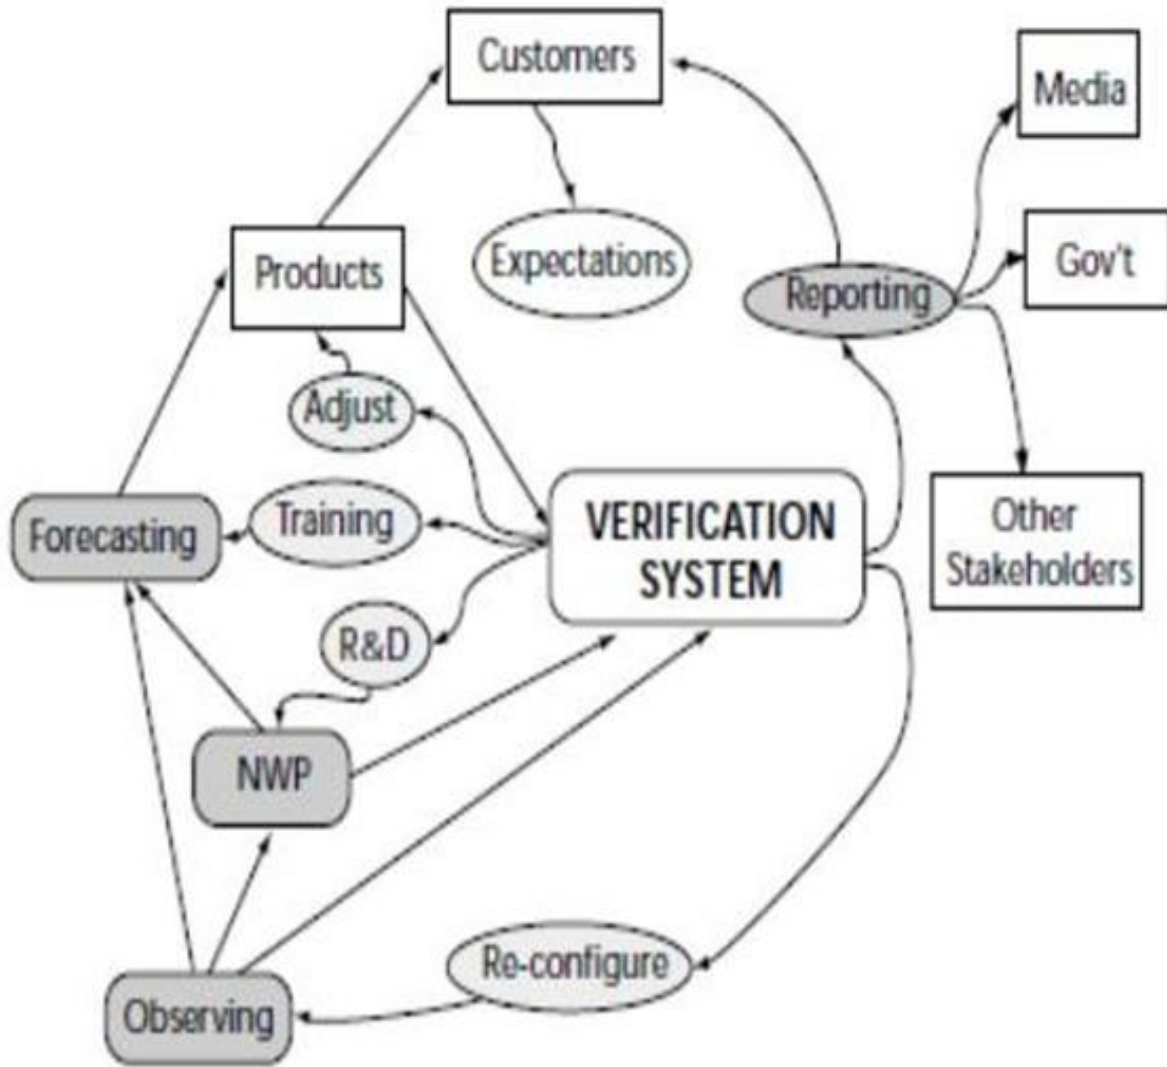 Customers
Media
Expectations
Gov't
Products
Reporting
Adjust
Training
Forecasting
VERIFICATION
SYSTEM
Other
Stakeholders
R&D
NWP
Re-configure
Observing